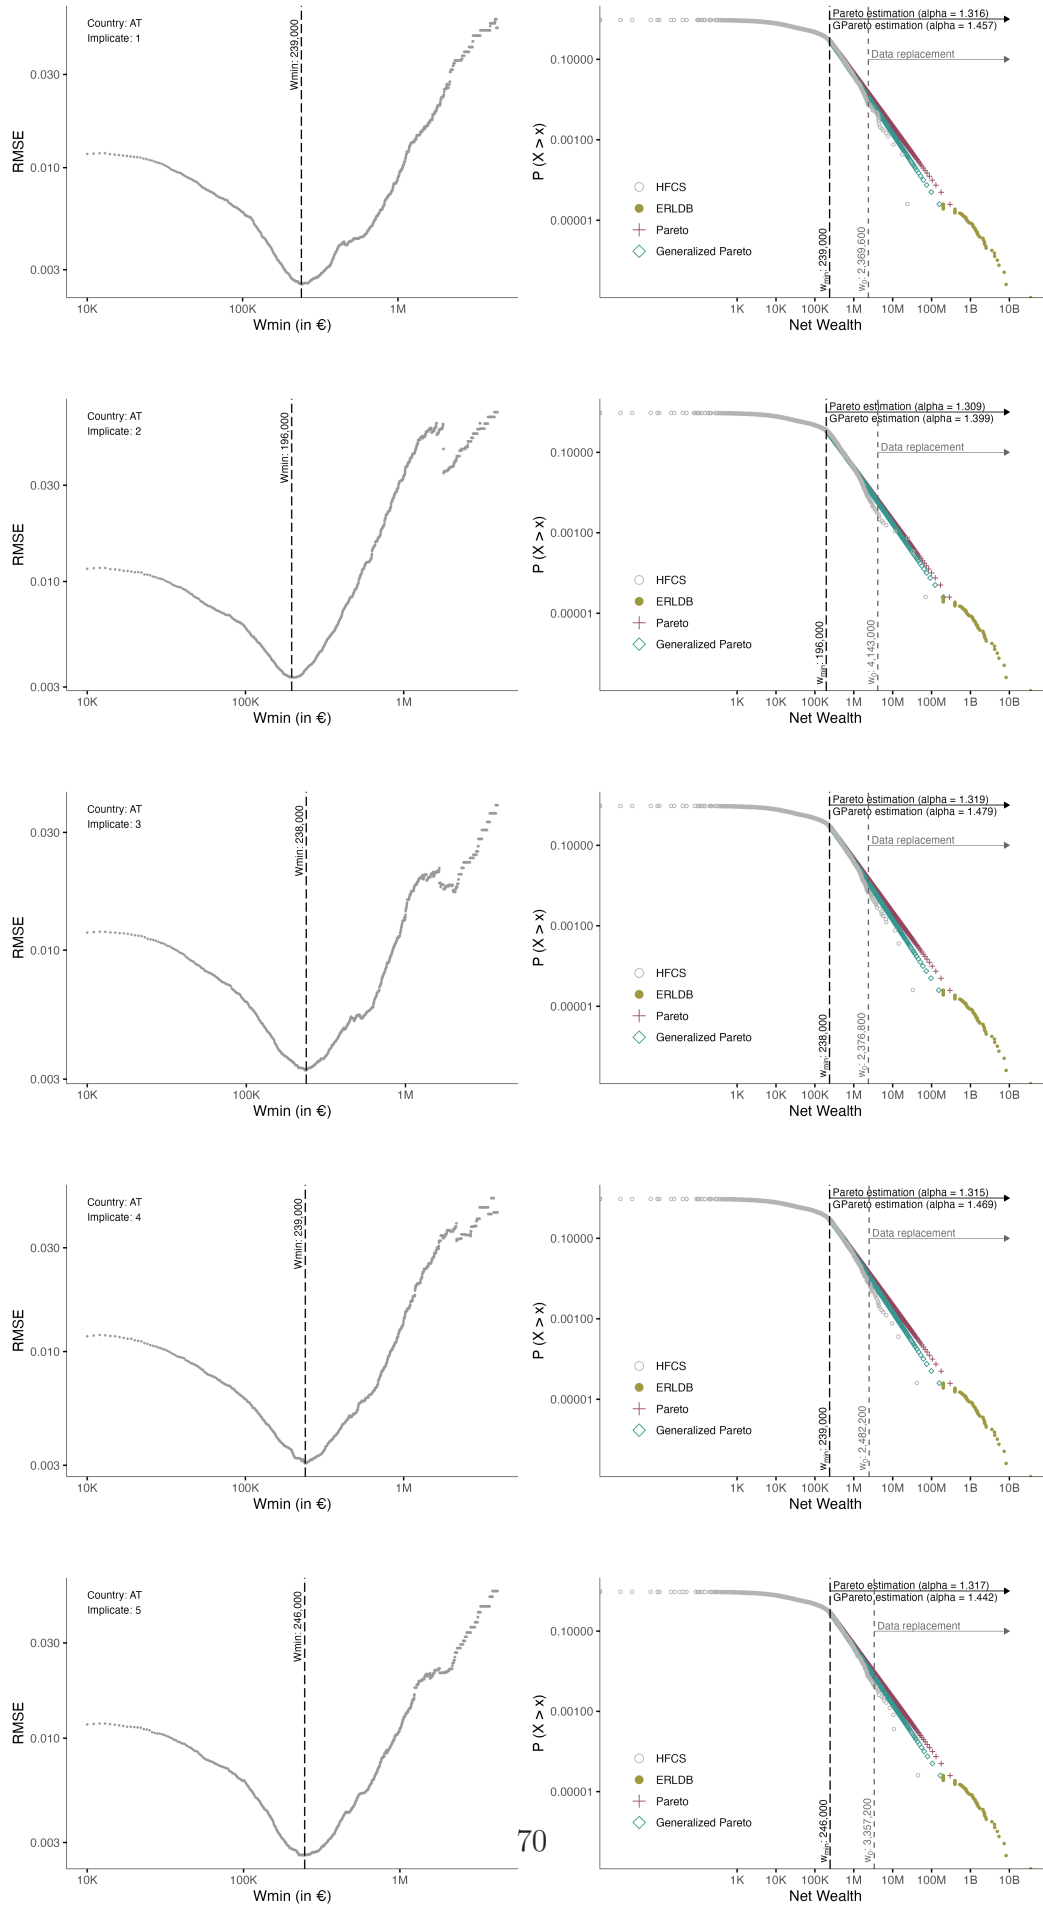 Country: AT
Implicate: 1
Wmin: 239,000
RMSE
0.030
0.010
0.003
10K
100K
1M
Wmin (in €)
Pareto estimation (alpha = 1.316)
GPareto estimation (alpha = 1.457)
Data replacement
P (X > x)
0.10000
0.00100
0.00001
HFCS
ERLDB
Pareto
Generalized Pareto
wmin: 239,000
w0: 2,369,600
1K
10K
100K
1M
10M
100M
1B
10B
Net Wealth
Country: AT
Implicate: 2
Wmin: 196,000
RMSE
0.030
0.010
0.003
10K
100K
1M
Wmin (in €)
Pareto estimation (alpha = 1.309)
GPareto estimation (alpha = 1.399)
Data replacement
P (X > x)
0.10000
0.00100
0.00001
HFCS
ERLDB
Pareto
Generalized Pareto
wmin: 196,000
w0: 4,143,000
1K
10K
100K
1M
10M
100M
1B
10B
Net Wealth
Country: AT
Implicate: 3
Wmin: 238,000
RMSE
0.030
0.010
0.003
10K
100K
1M
Wmin (in €)
Pareto estimation (alpha = 1.319)
GPareto estimation (alpha = 1.479)
Data replacement
P (X > x)
0.10000
0.00100
0.00001
HFCS
ERLDB
Pareto
Generalized Pareto
wmin: 238,000
w0: 2,376,800
1K
10K
100K
1M
10M
100M
1B
10B
Net Wealth
Country: AT
Implicate: 4
Wmin: 239,000
RMSE
0.030
0.010
0.003
10K
100K
1M
Wmin (in €)
Pareto estimation (alpha = 1.315)
GPareto estimation (alpha = 1.469)
Data replacement
P (X > x)
0.10000
0.00100
0.00001
HFCS
ERLDB
Pareto
Generalized Pareto
wmin: 239,000
w0: 2,482,200
1K
10K
100K
1M
10M
100M
1B
10B
Net Wealth
Country: AT
Implicate: 5
Wmin: 246,000
RMSE
0.030
0.010
0.003
10K
100K
1M
Wmin (in €)
Pareto estimation (alpha = 1.317)
GPareto estimation (alpha = 1.442)
Data replacement
P (X > x)
0.10000
0.00100
0.00001
HFCS
ERLDB
Pareto
Generalized Pareto
wmin: 246,000
w0: 3,357,200
1K
10K
100K
1M
10M
100M
1B
10B
Net Wealth
70